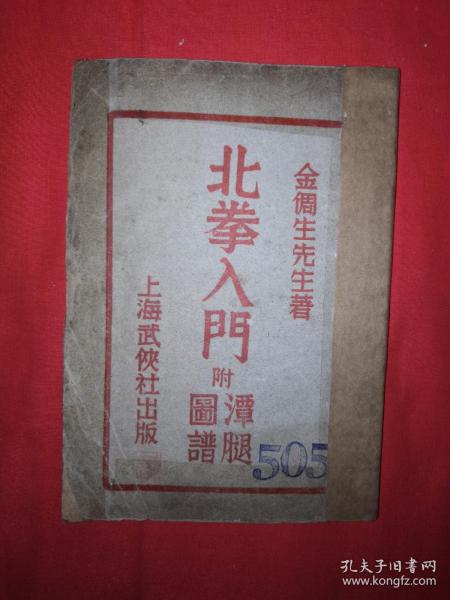 金倜生先生著
北拳入門
附
潭腿
圖譜
上海武俠社出版
505
孔夫子旧书网
www.kongfz.com